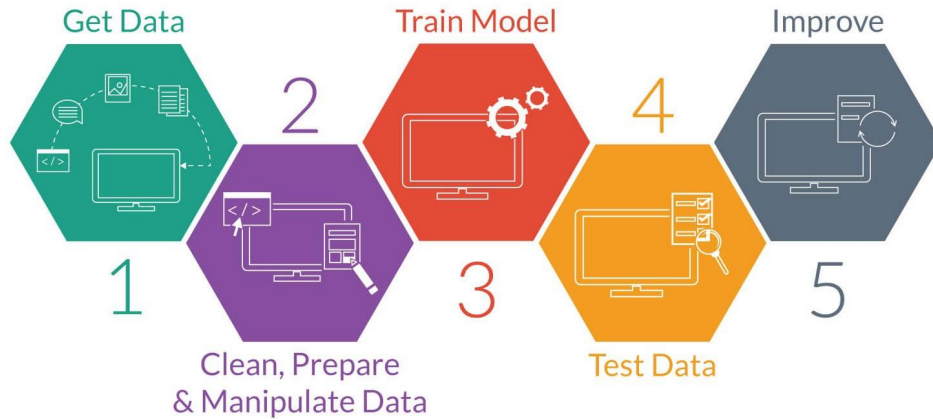 Get Data
1
2
Clean, Prepare
& Manipulate Data
</>
</>
Train Model
3
4
Test Data
Improve
5